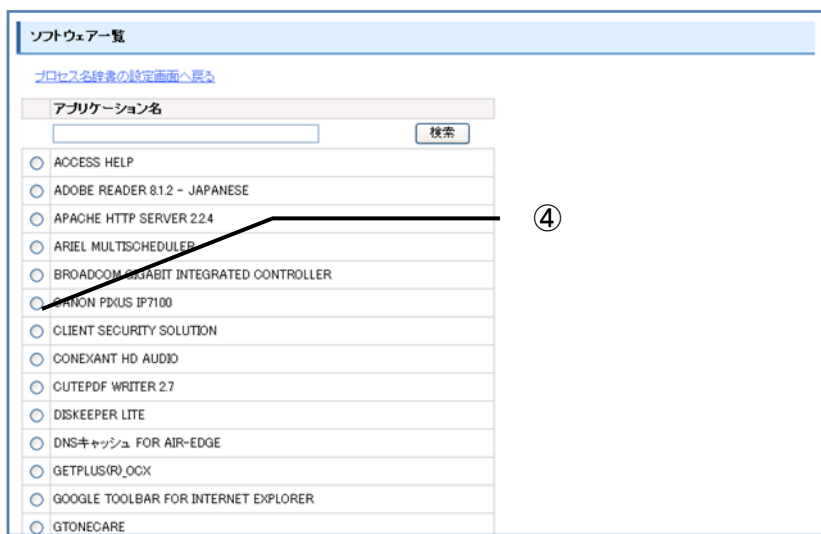 ソフトウェア一覧
プロセス名辞書の設定画面へ戻る
アプリケーション名
検索
ACCESS HELP
ADOBE READER 8.1.2 - JAPANESE
APACHE HTTP SERVER 2.2.4
④
ARIEL MULTISCHEDULER
BROADCOM GIGABIT INTEGRATED CONTROLLER
CANON PIXUS IP7100
CLIENT SECURITY SOLUTION
CONEXANT HD AUDIO
CUTEPDF WRITER 2.7
DISKEEPER LITE
DNSキャッシュ FOR AIR-EDGE
GETPLUS(R)_OCX
GOOGLE TOOLBAR FOR INTERNET EXPLORER
GTONECARE